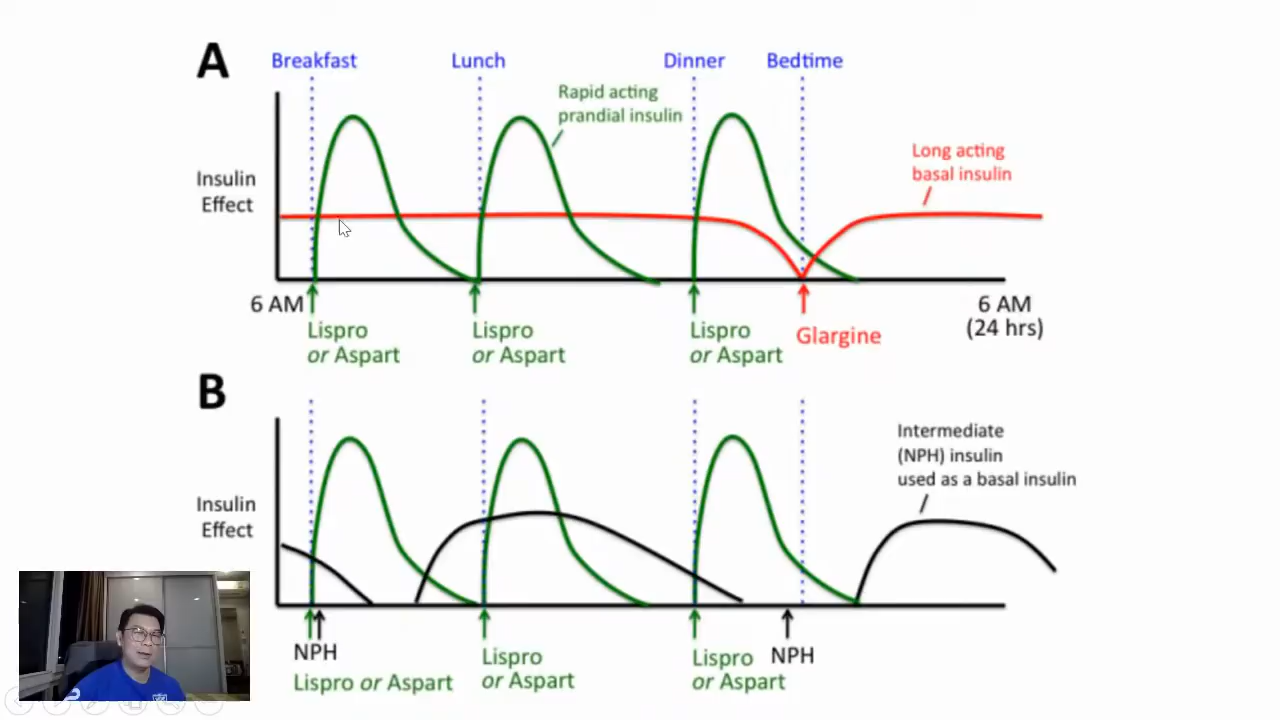 A
Breakfast
Lunch
Dinner
Bedtime
Rapid acting
prandial insulin
Long acting
basal insulin
Insulin
Effect
6 AM
6 AM
(24 hrs)
Lispro
or Aspart
Lispro
or Aspart
Lispro
or Aspart
Glargine
B
Intermediate
(NPH) insulin
used as a basal insulin
Insulin
Effect
NPH
Lispro or Aspart
Lispro
or Aspart
Lispro
or Aspart
NPH